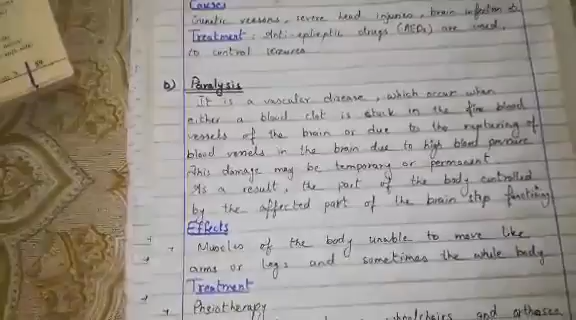 Causes
Genetic reasons, severe head injuries, brain infection &
Treatment: Anti-epileptic drugs (AEDs) are used,
to control seizures
b) Paralysis
It is a vascular disease, which occur when
either a blood clot is stuck in the fine blood
vessels of the brain or due to the rupturing of
blood vessels in the brain due to high blood pressure
This damage may be temporary or permanent
As a result, the part of the body controlled
by the affected part of the brain stop functioning
Effects
Muscles of the body unable to move like
arms or legs and sometimes the whole body
Treatment
Phsiotherapy
wheelchairs and orthoses